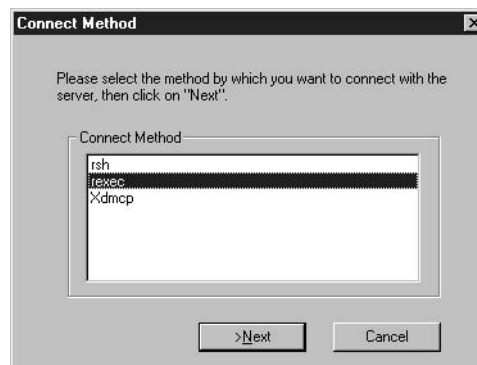 Connect Method
Please select the method by which you want to connect with the
server, then click on "Next".
Connect Method
rsh
rexec
Xdmcp
>Next
Cancel